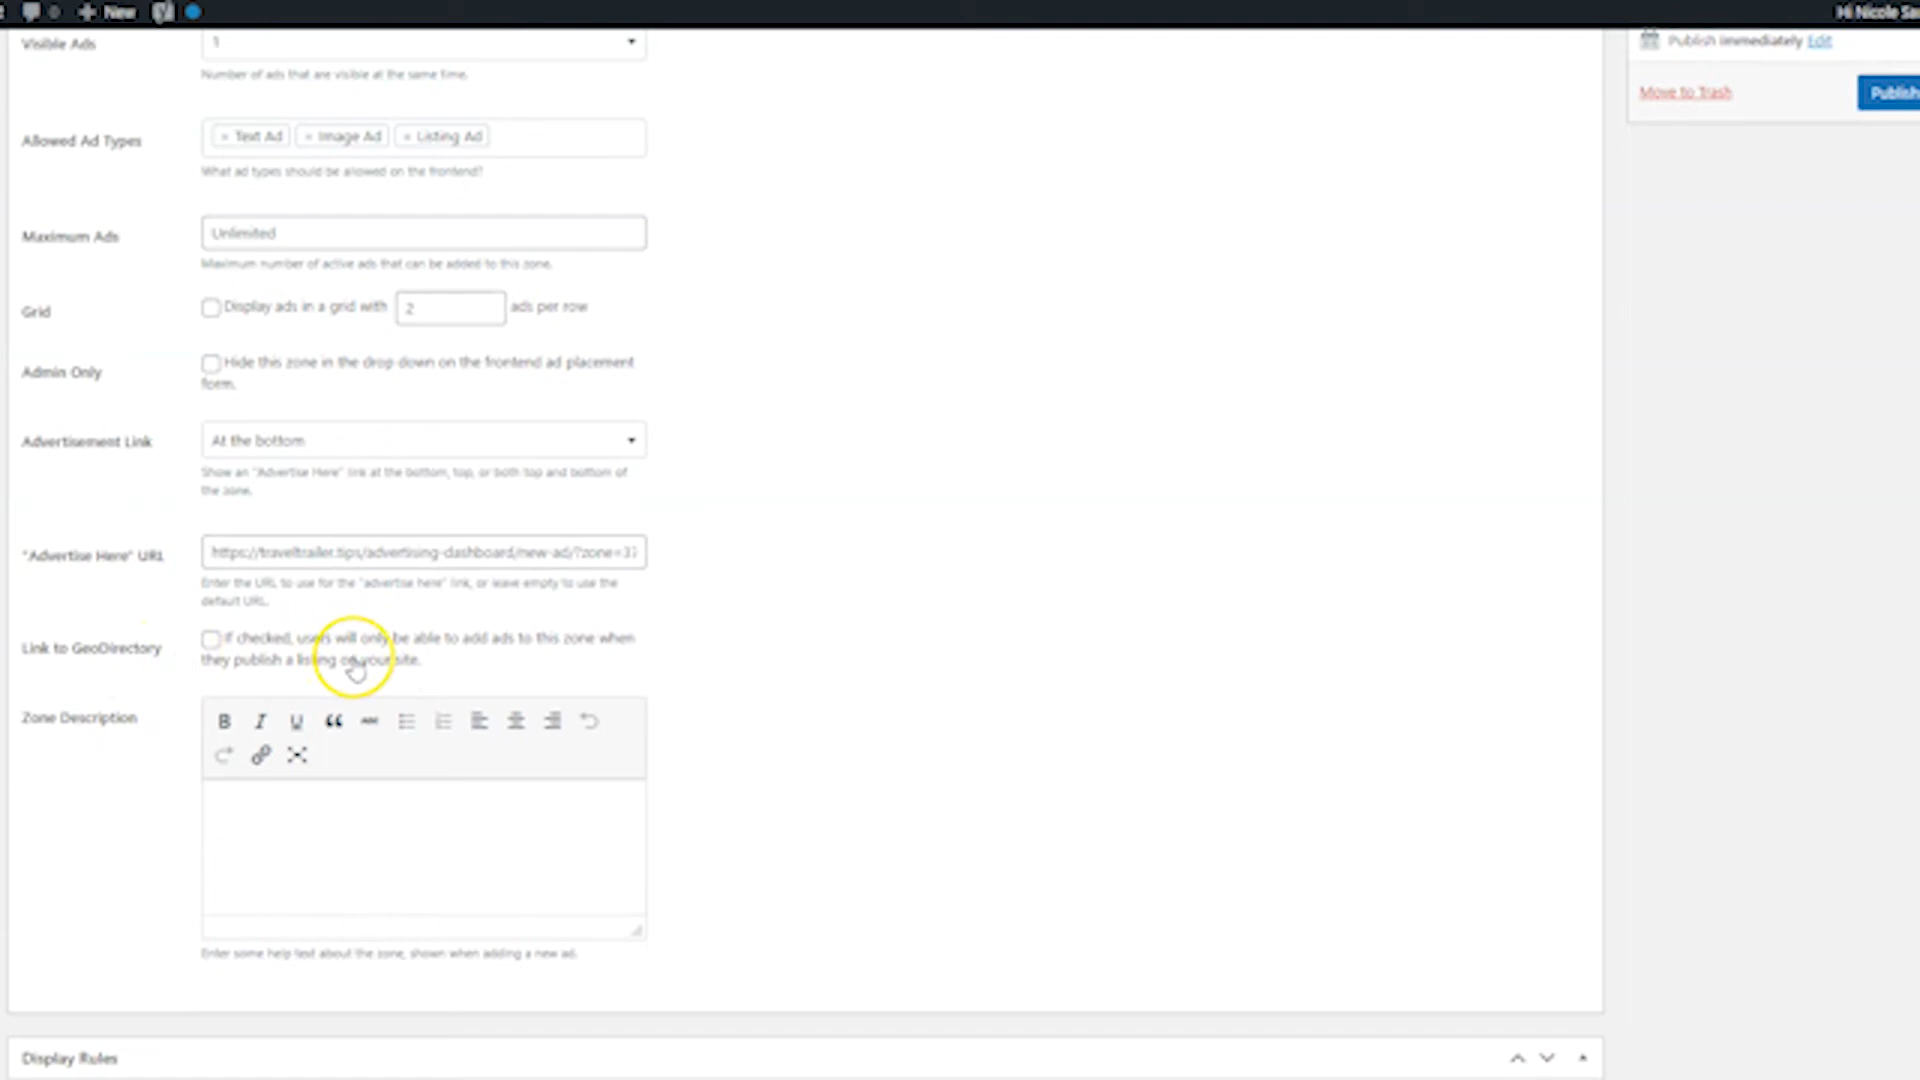 0 New
Hi Nicole
Visible Ads
1
Number of ads that are visible at the same time.
Publish immediately Edit
Move to Trash
Publish
Allowed Ad Types
× Text Ad × Image Ad × Listing Ad
What ad types should be allowed on the frontend?
Maximum Ads
Unlimited
Maximum number of active ads that can be added to this zone.
Grid
Display ads in a grid with 2 ads per row
Admin Only
Hide this zone in the drop down on the frontend ad placement
form.
Advertisement Link
At the bottom
Show an "Advertise Here" link at the bottom, top, or both top and bottom of
the zone.
"Advertise Here" URL
https://traveltrailer.tips/advertising-dashboard/new-ad/?zone=3
Enter the URL to use for the "advertise here" link, or leave empty to use the
default URL.
Link to GeoDirectory
If checked, users will only be able to add ads to this zone when
they publish a listing on your site.
Zone Description
B I U “ ABC
Enter some help text about the zone, shown when adding a new ad.
Display Rules